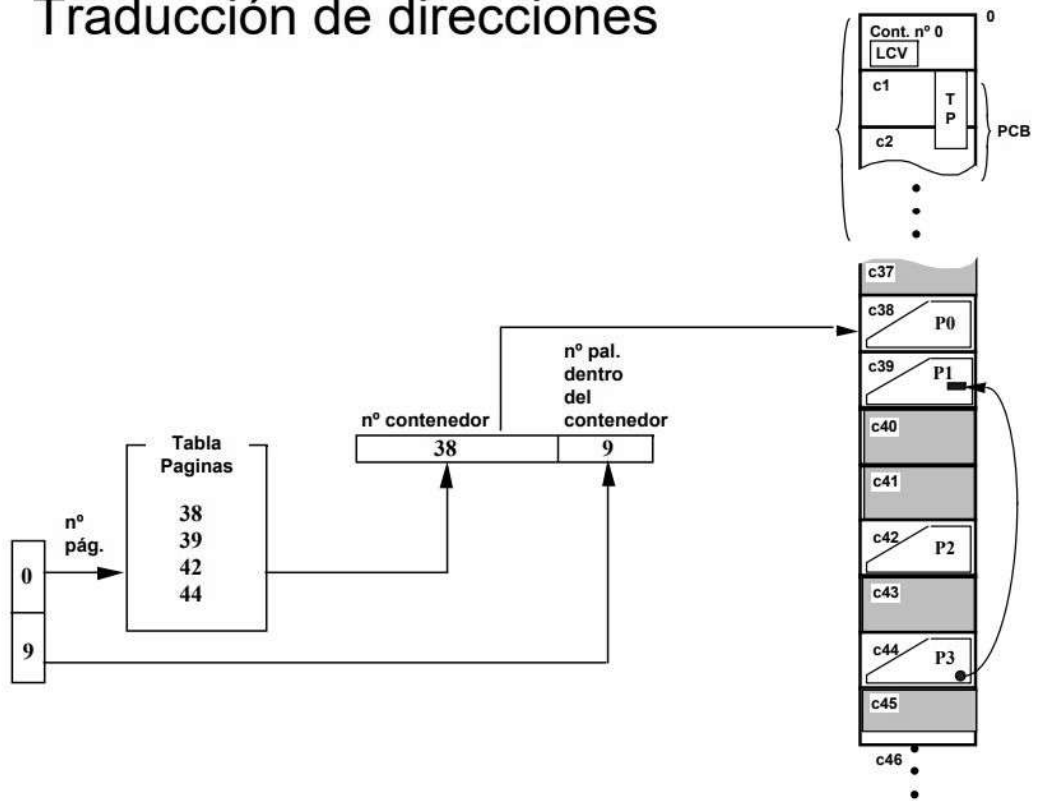 Traducción de direcciones
0
Cont. nº 0
LCV
c1
T
P
PCB
c2
c37
c38
P0
c39
P1
c40
c41
c42
P2
c43
c44
P3
c45
c46
nº pal.
dentro
del
contenedor
nº contenedor
38
9
Tabla
Paginas
38
39
42
44
nº
pág.
0
9